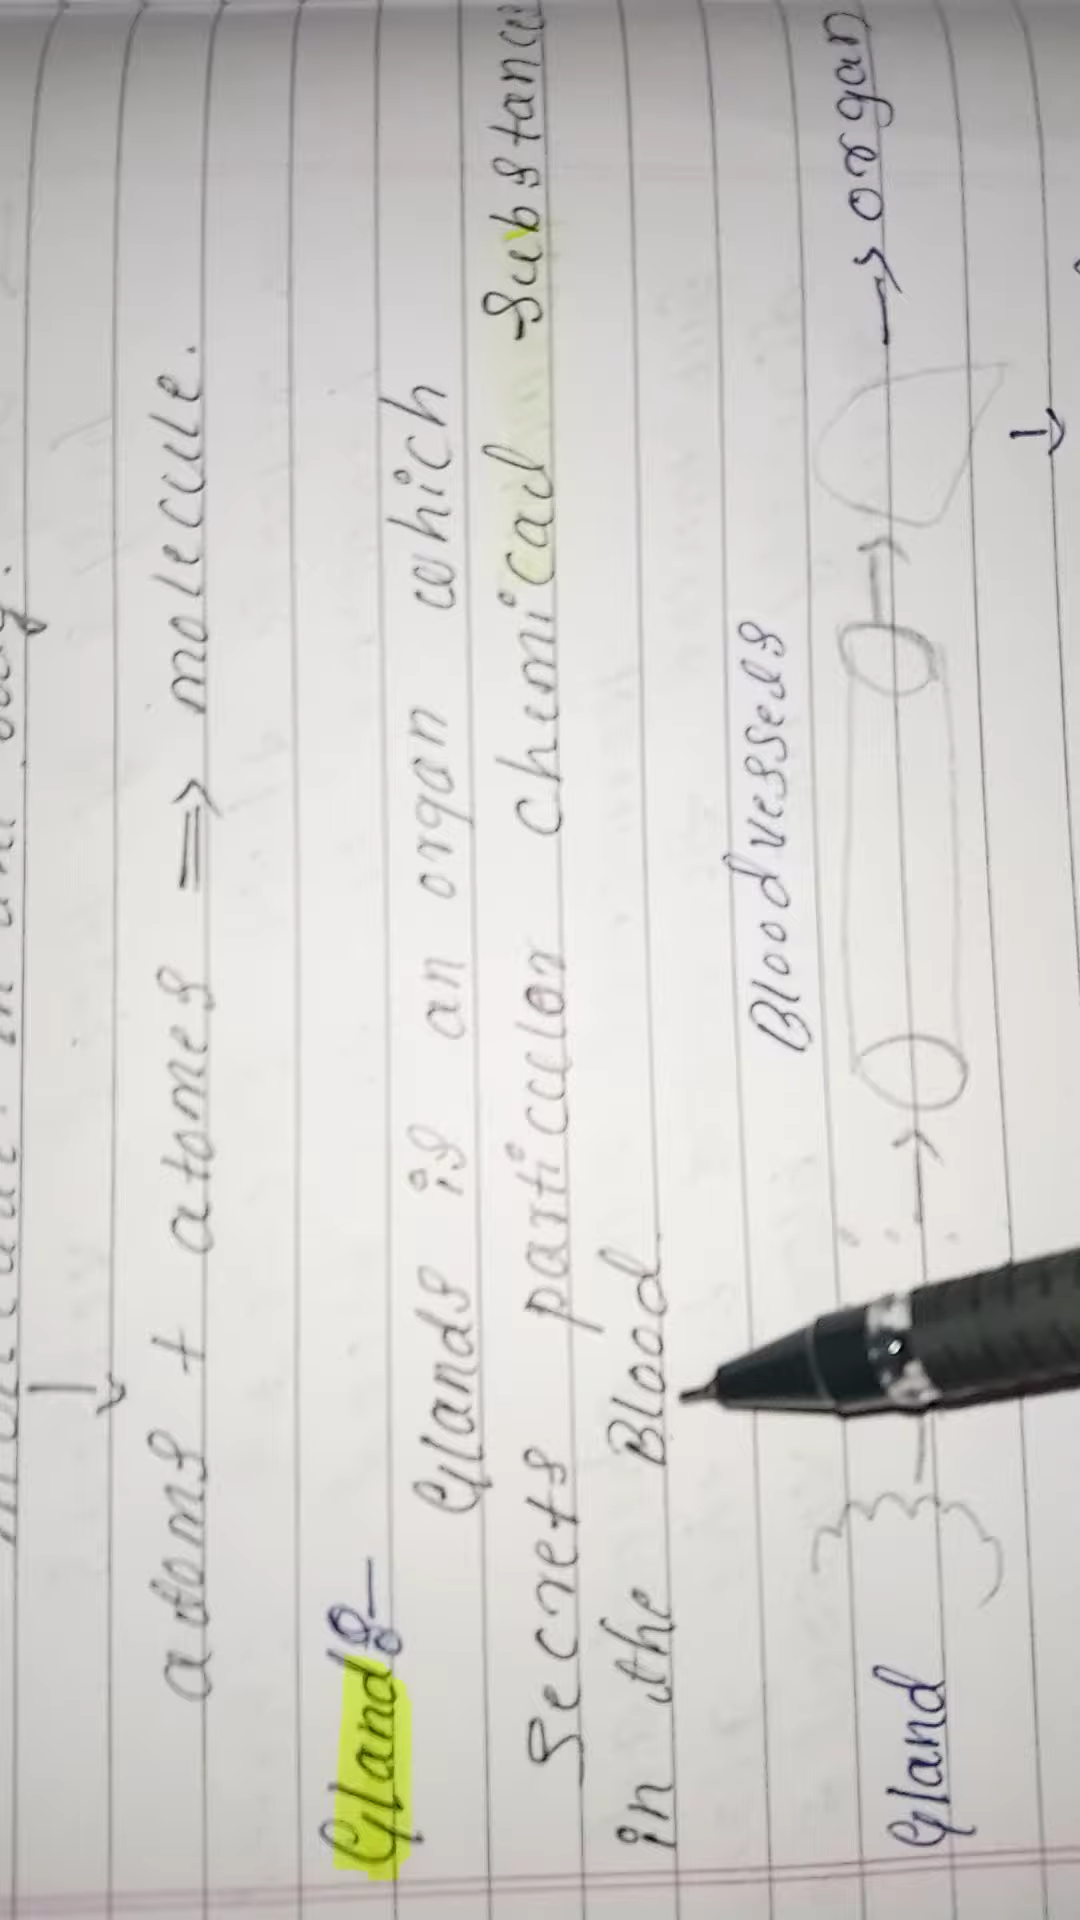 atoms + atomes ⇒ molecule.
Glands :-
Glands is an organ which
Secrets particular chemical substances
in the Blood
Blood vessels
Gland → → → organ